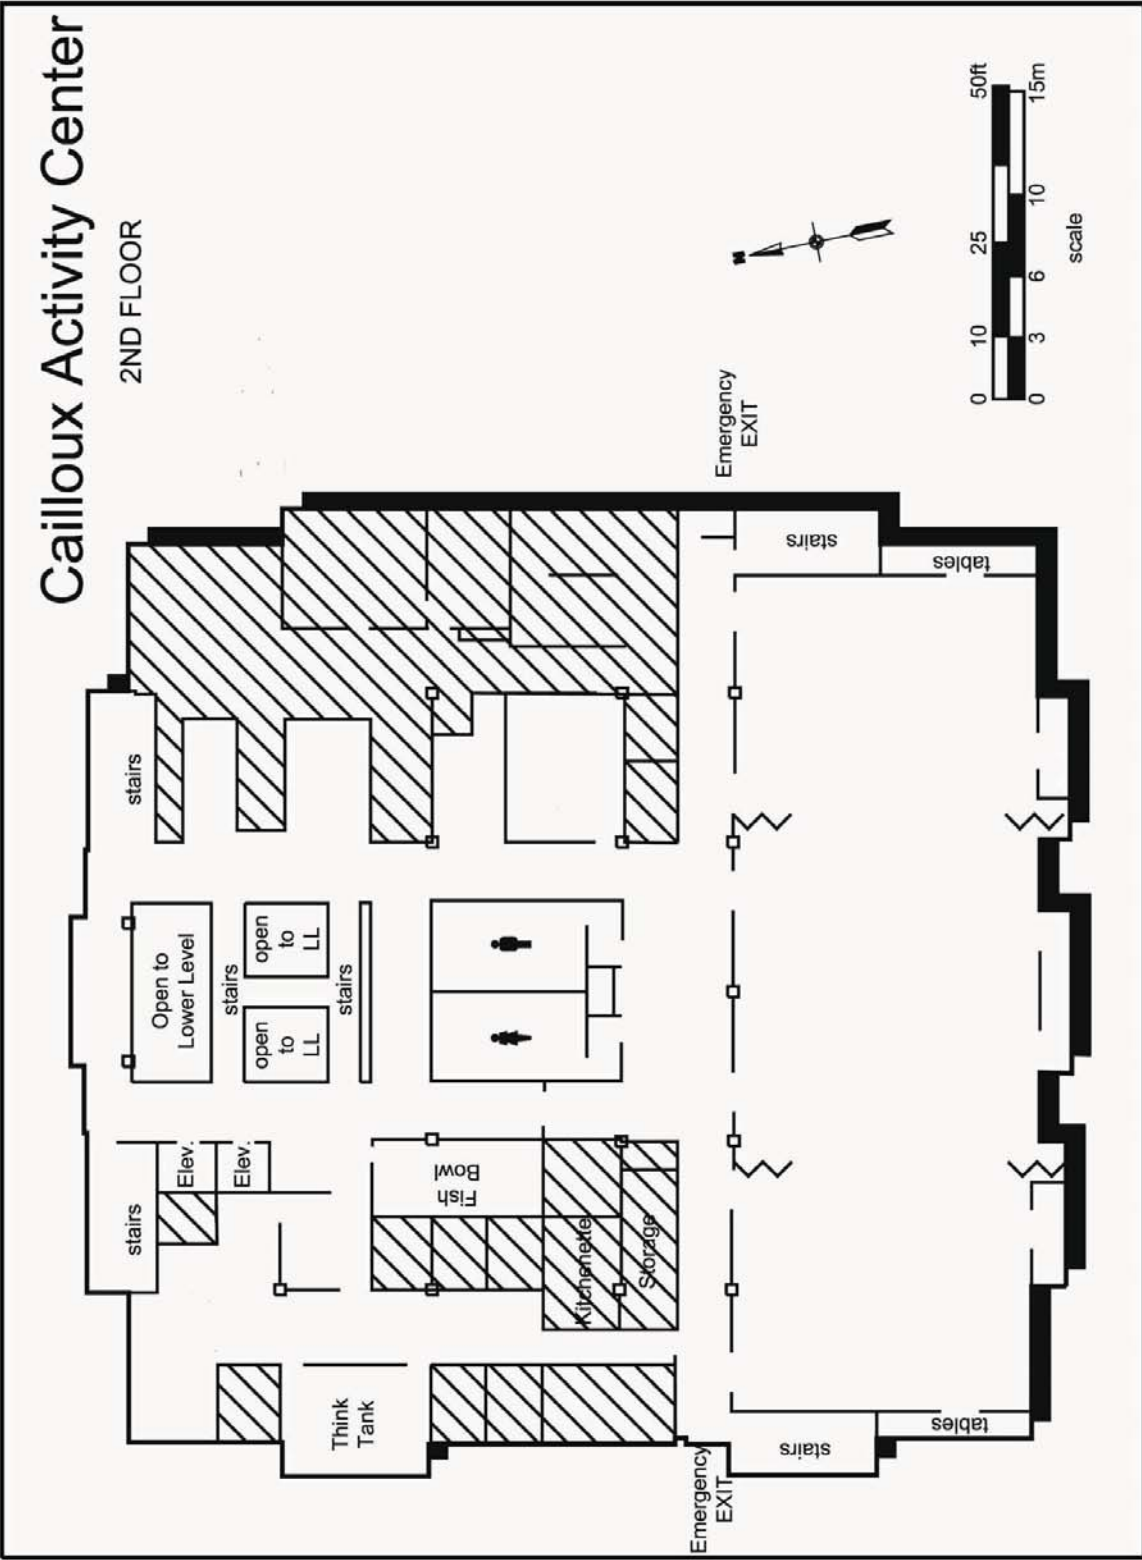 Cailloux Activity Center
2ND FLOOR
stairs
stairs
Open to
Lower Level
stairs
open
to
LL
open
to
LL
stairs
Elev.
Elev.
Think
Tank
Fish
Bowl
Kitchenette
Storage
Emergency
EXIT
Emergency
EXIT
stairs
tables
stairs
tables
N
0 10 25 50ft
0 3 6 10 15m
scale